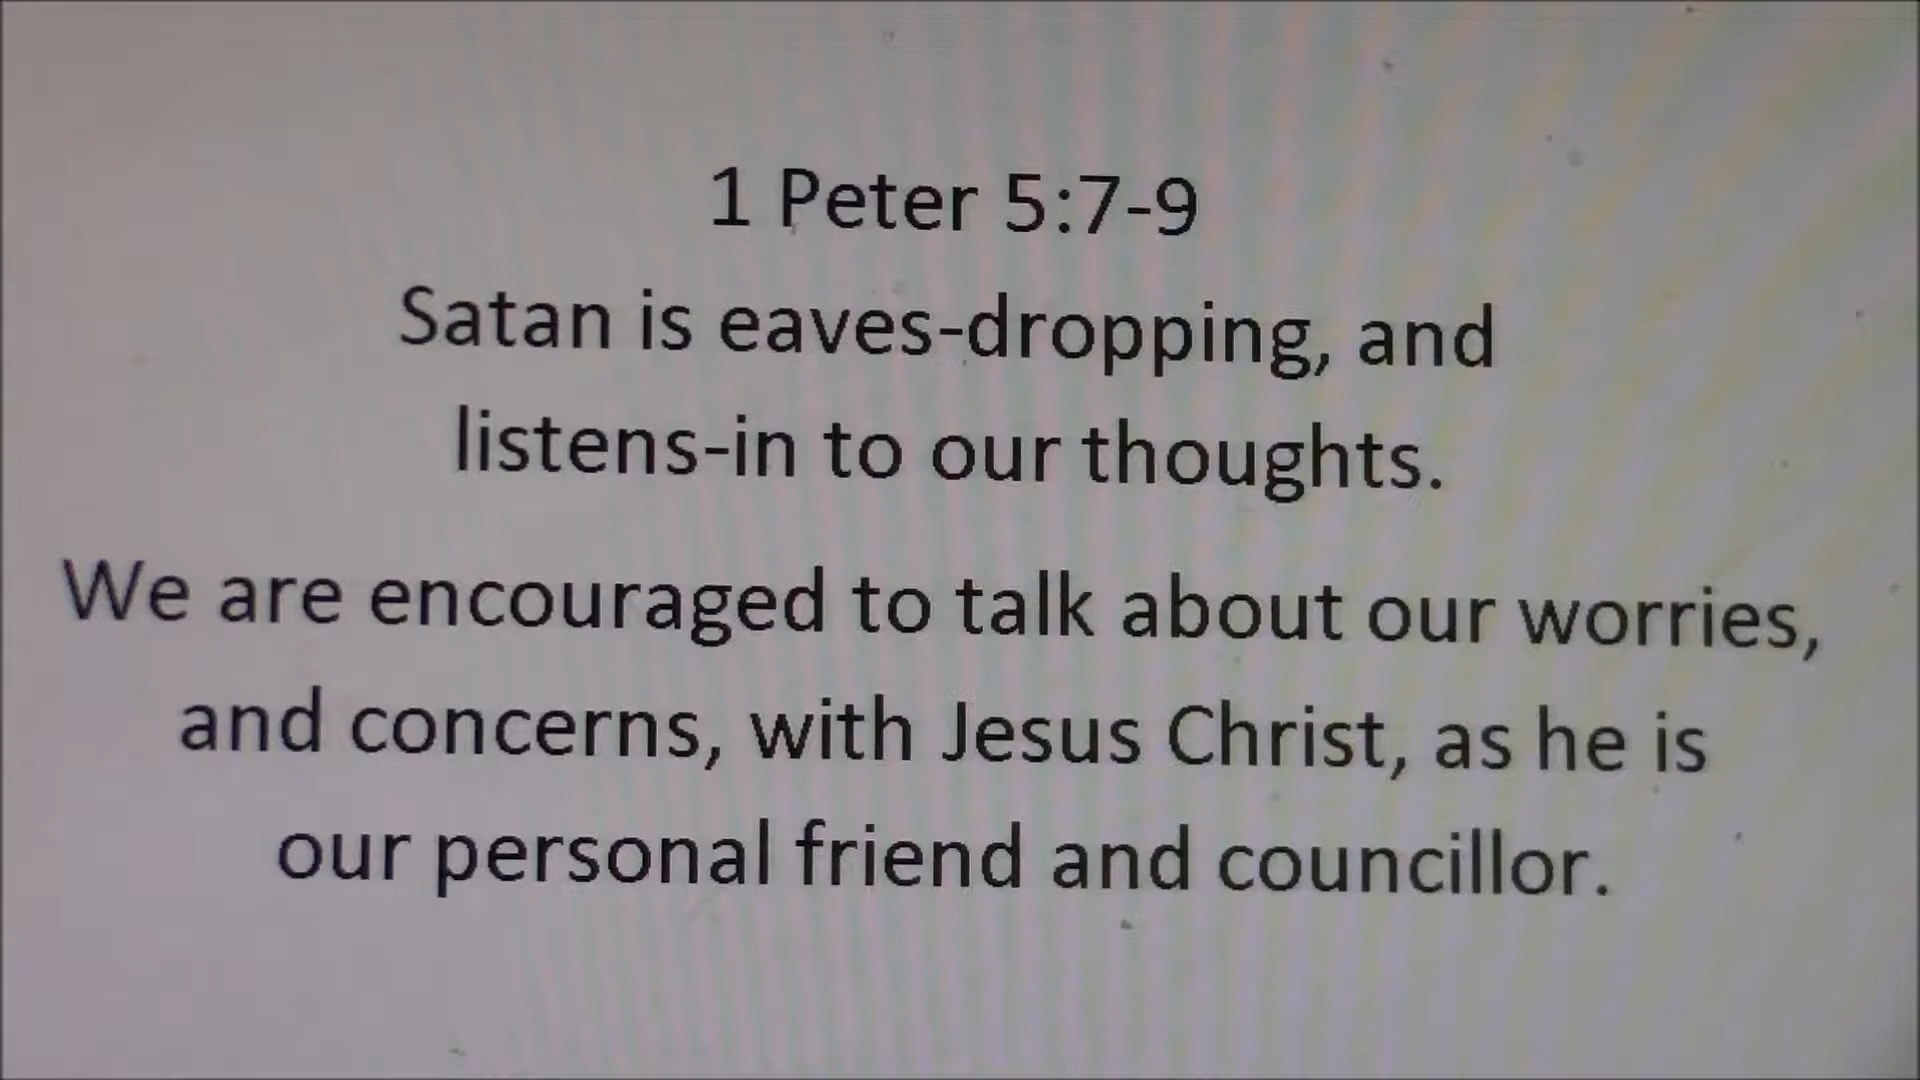 1 Peter 5:7-9
Satan is eaves-dropping, and
listens-in to our thoughts.
We are encouraged to talk about our worries,
and concerns, with Jesus Christ, as he is
our personal friend and councillor.